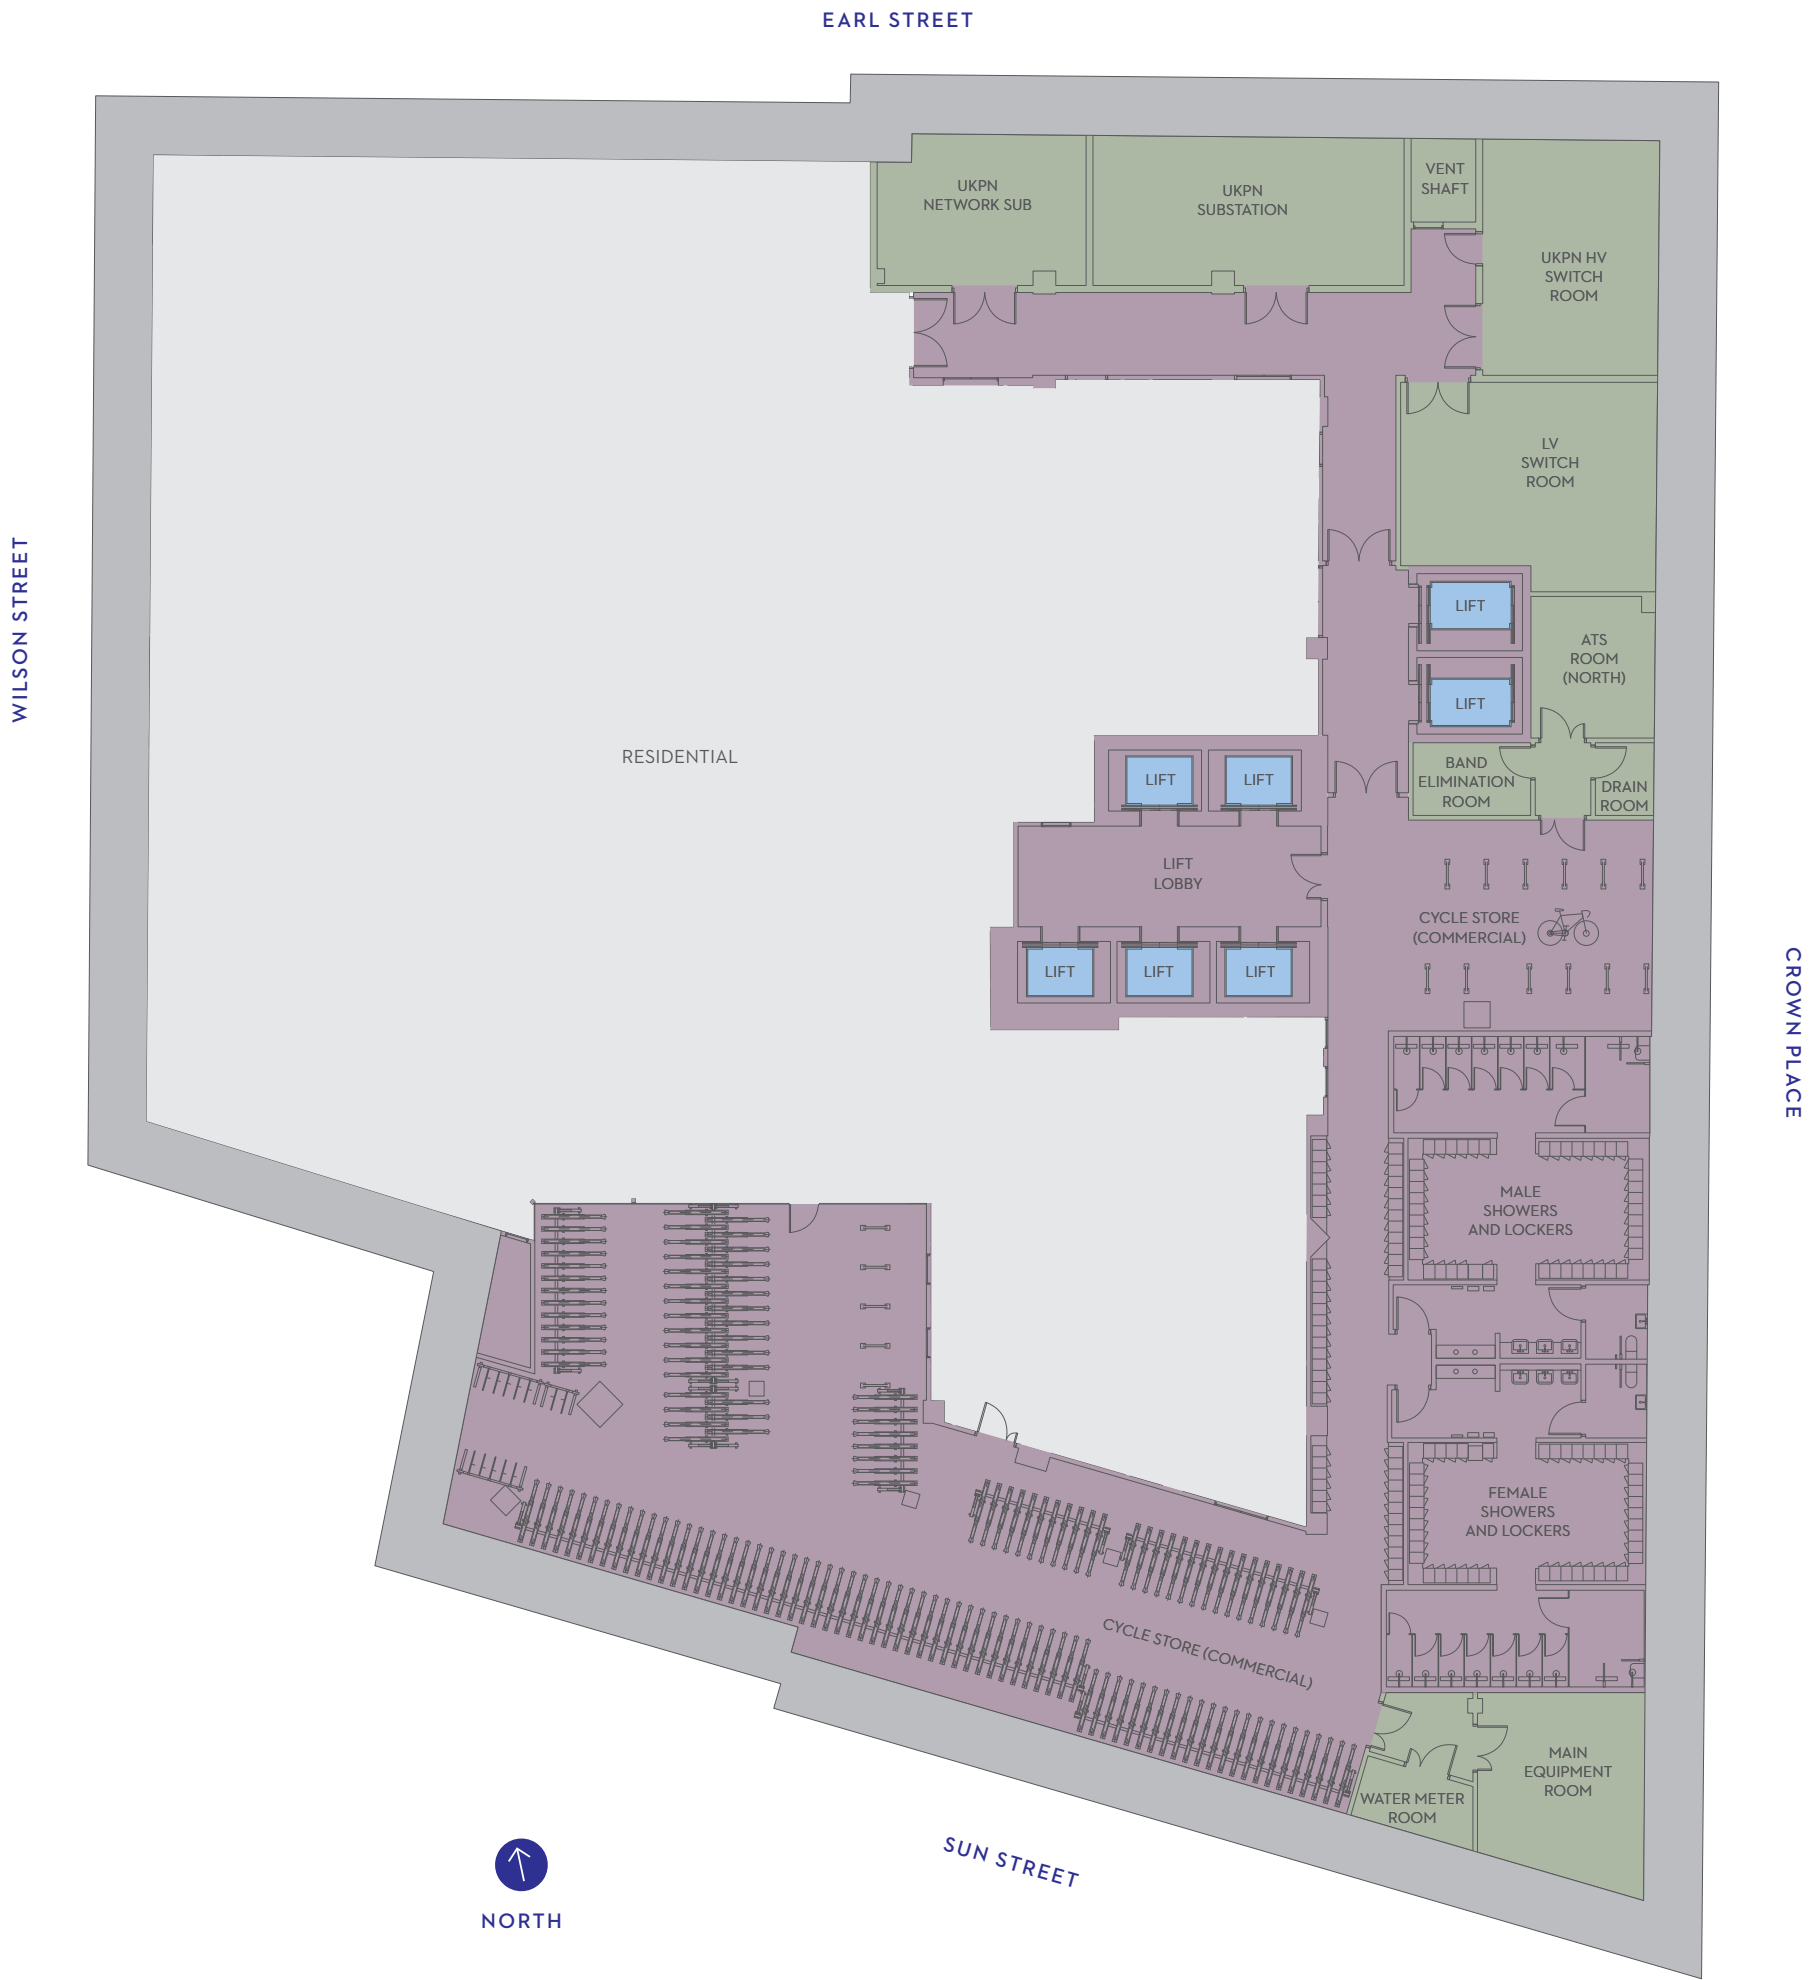 EARL STREET
UKPN
NETWORK SUB
UKPN
SUBSTATION
VENT
SHAFT
UKPN HV
SWITCH
ROOM
LV
SWITCH
ROOM
WILSON STREET
LIFT
ATS
ROOM
(NORTH)
LIFT
RESIDENTIAL
LIFT
LIFT
BAND
ELIMINATION
ROOM
DRAIN
ROOM
LIFT
LOBBY
CYCLE STORE
(COMMERCIAL)
LIFT
LIFT
LIFT
CROWN PLACE
MALE
SHOWERS
AND LOCKERS
FEMALE
SHOWERS
AND LOCKERS
CYCLE STORE (COMMERCIAL)
MAIN
EQUIPMENT
ROOM
WATER METER
ROOM
SUN STREET
NORTH